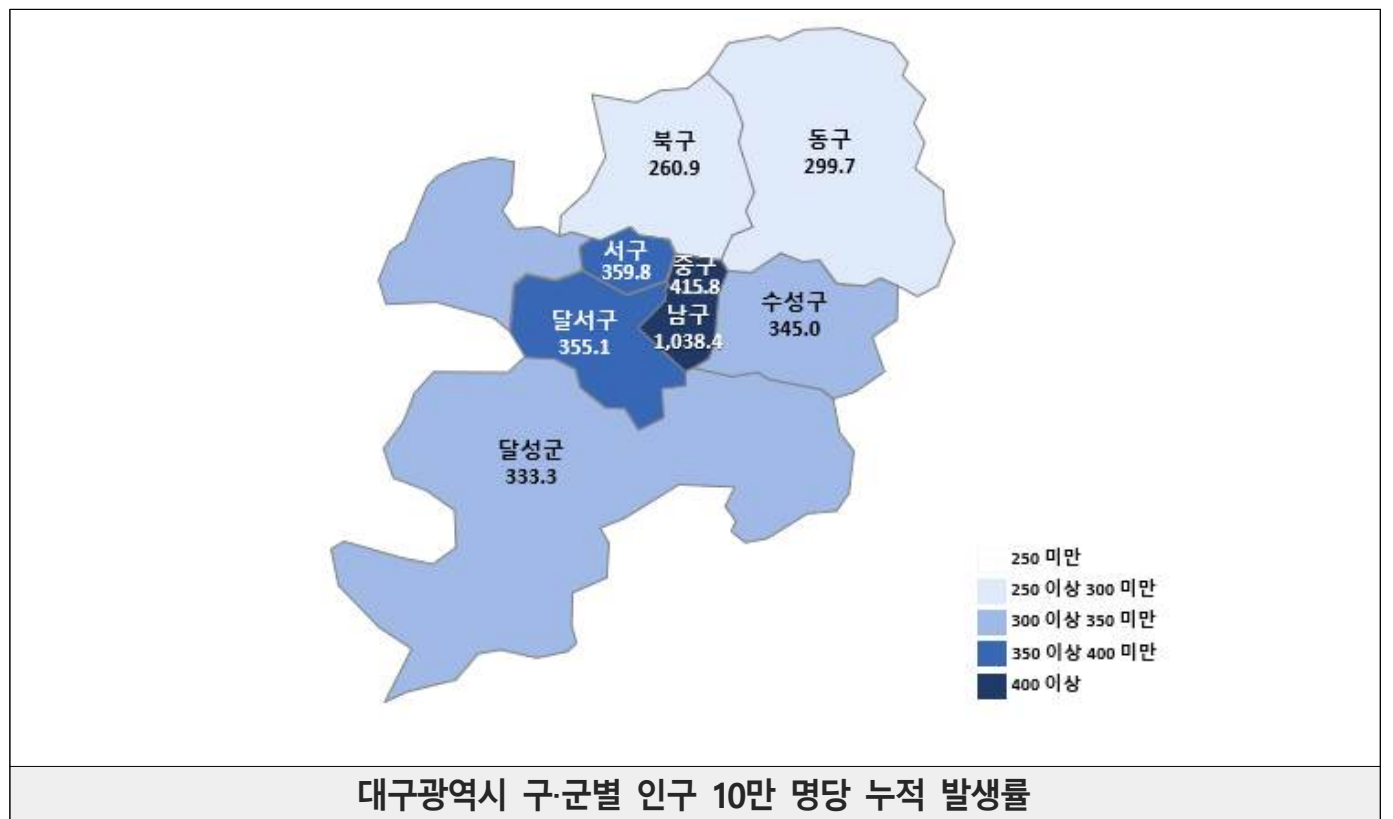 북구
260.9
동구
299.7
서구
359.8
중구
415.8
수성구
345.0
달서구
355.1
남구
1,038.4
달성군
333.3
250 미만
250 이상 300 미만
300 이상 350 미만
350 이상 400 미만
400 이상
대구광역시 구·군별 인구 10만 명당 누적 발생률